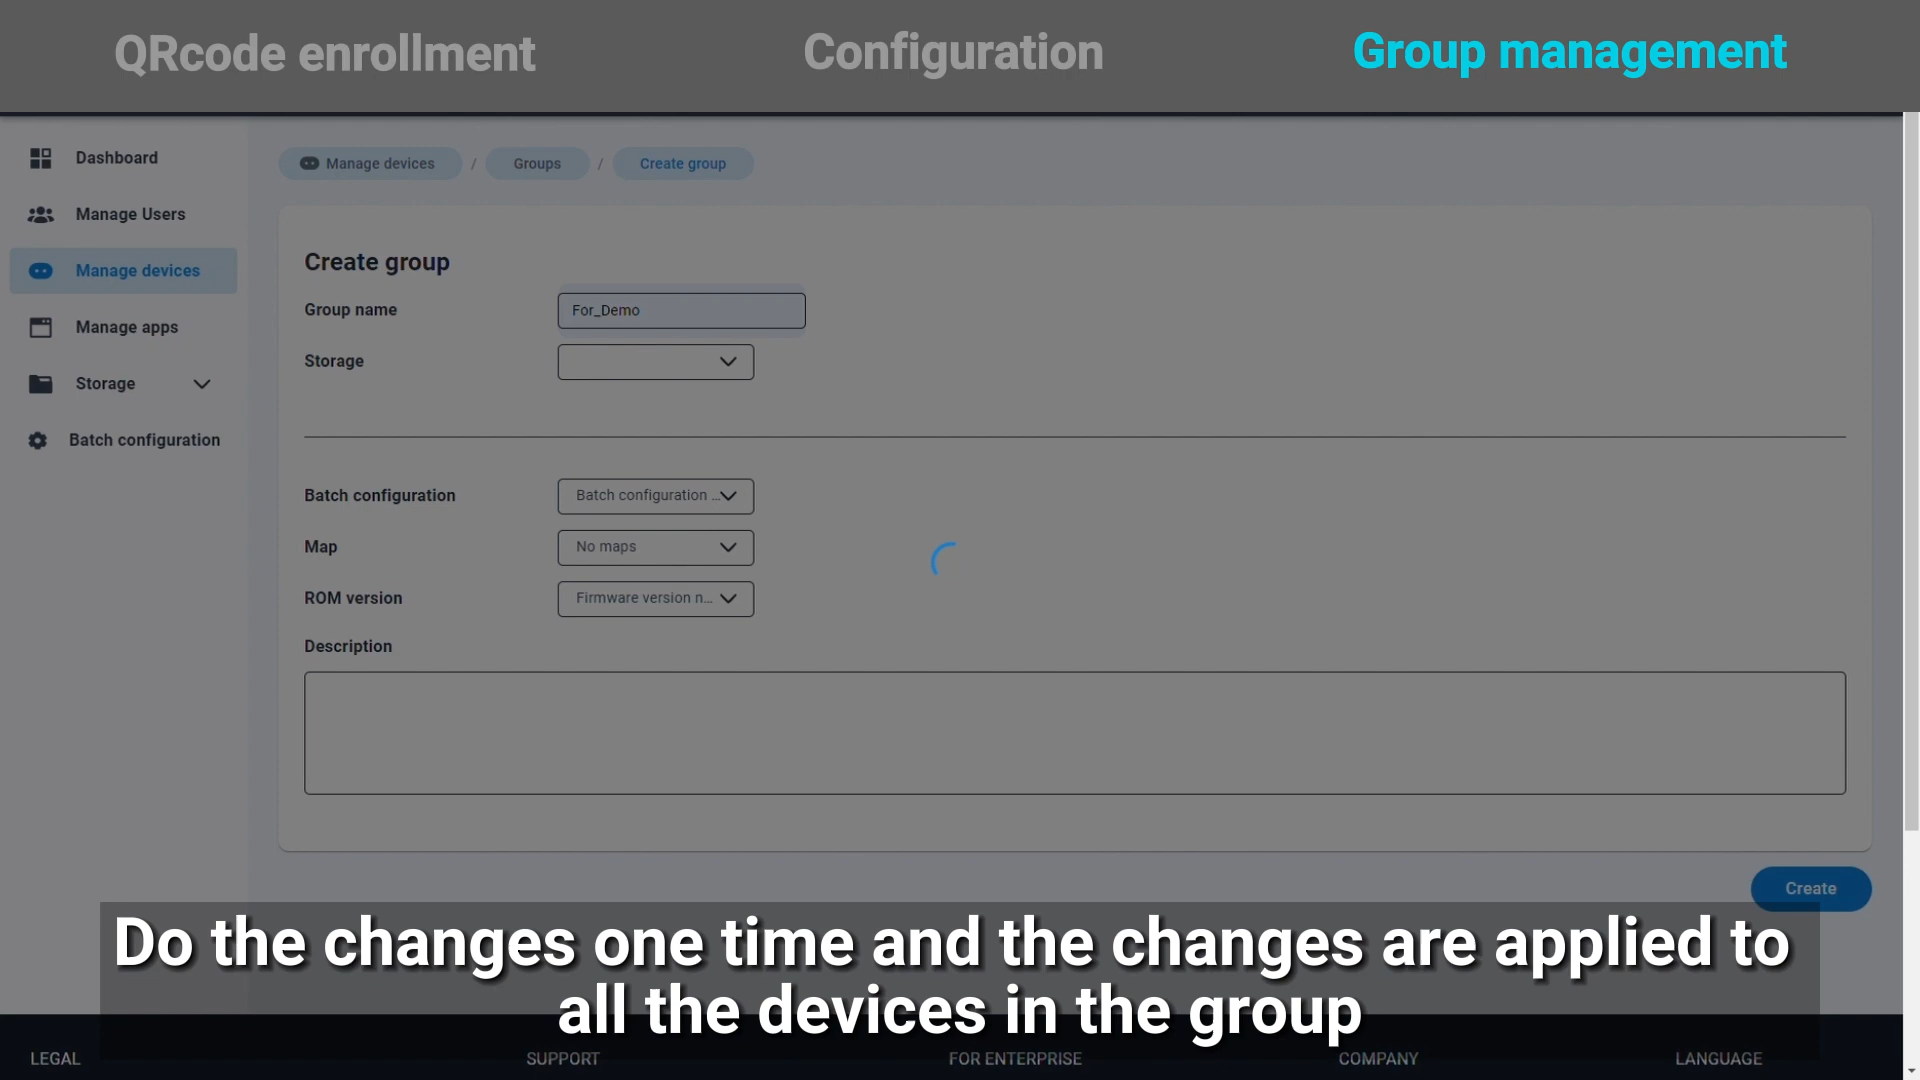 QRcode enrollment
Configuration
Group management
Dashboard
Manage Users
Manage devices
Manage apps
Storage
Batch configuration
Manage devices / Groups / Create group
Create group
Group name
For_Demo
Storage
Batch configuration
Batch configuration ...
Map
No maps
ROM version
Firmware version n...
Description
Create
Do the changes one time and the changes are applied to
all the devices in the group
LEGAL
SUPPORT
FOR ENTERPRISE
COMPANY
LANGUAGE